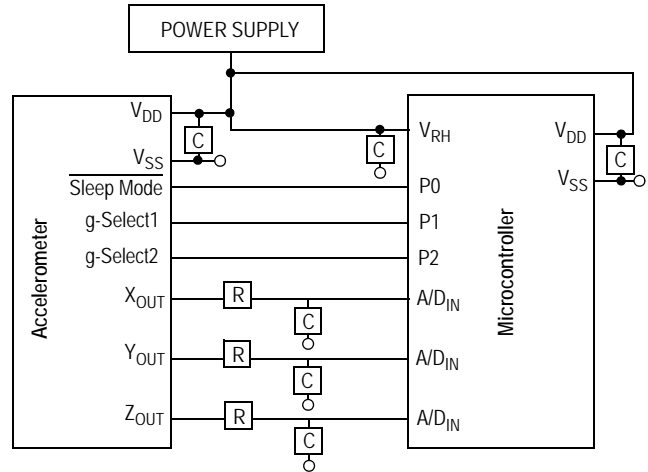 POWER SUPPLY
Accelerometer
V_DD
C
V_SS
Sleep Mode
g-Select1
g-Select2
X_OUT
R
C
Y_OUT
R
C
Z_OUT
R
C
C
V_RH
P0
P1
P2
A/D_IN
A/D_IN
A/D_IN
Microcontroller
V_DD
C
V_SS